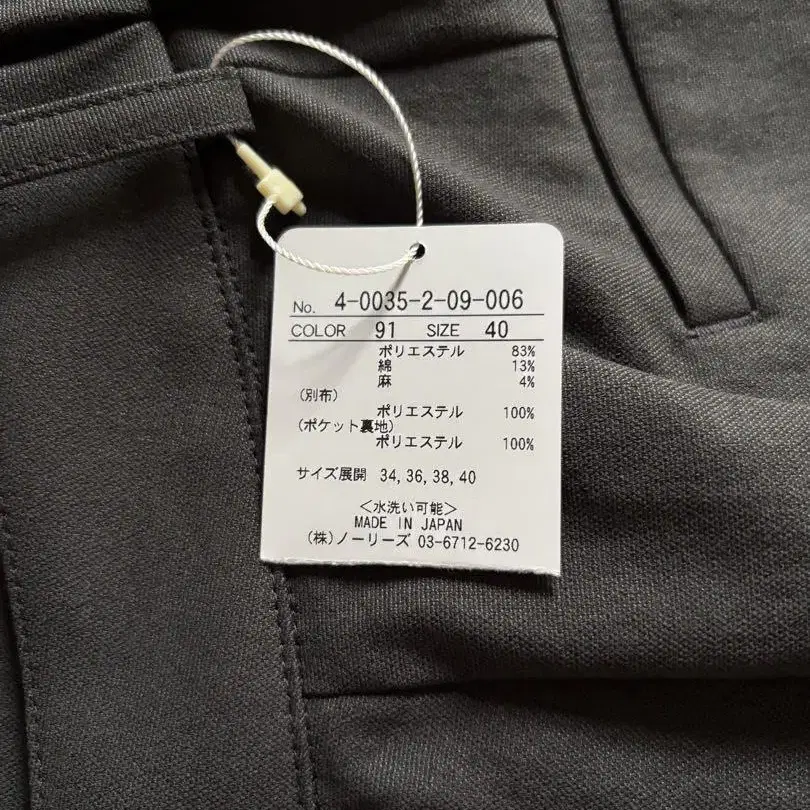 No. 4-0035-2-09-006
COLOR 91 SIZE 40
ポリエステル 83%
綿 13%
麻 4%
(別布)
ポリエステル 100%
(ポケット裏地)
ポリエステル 100%
サイズ展開 34,36,38,40
<水洗い可能>
MADE IN JAPAN
(株)ノーリーズ 03-6712-6230